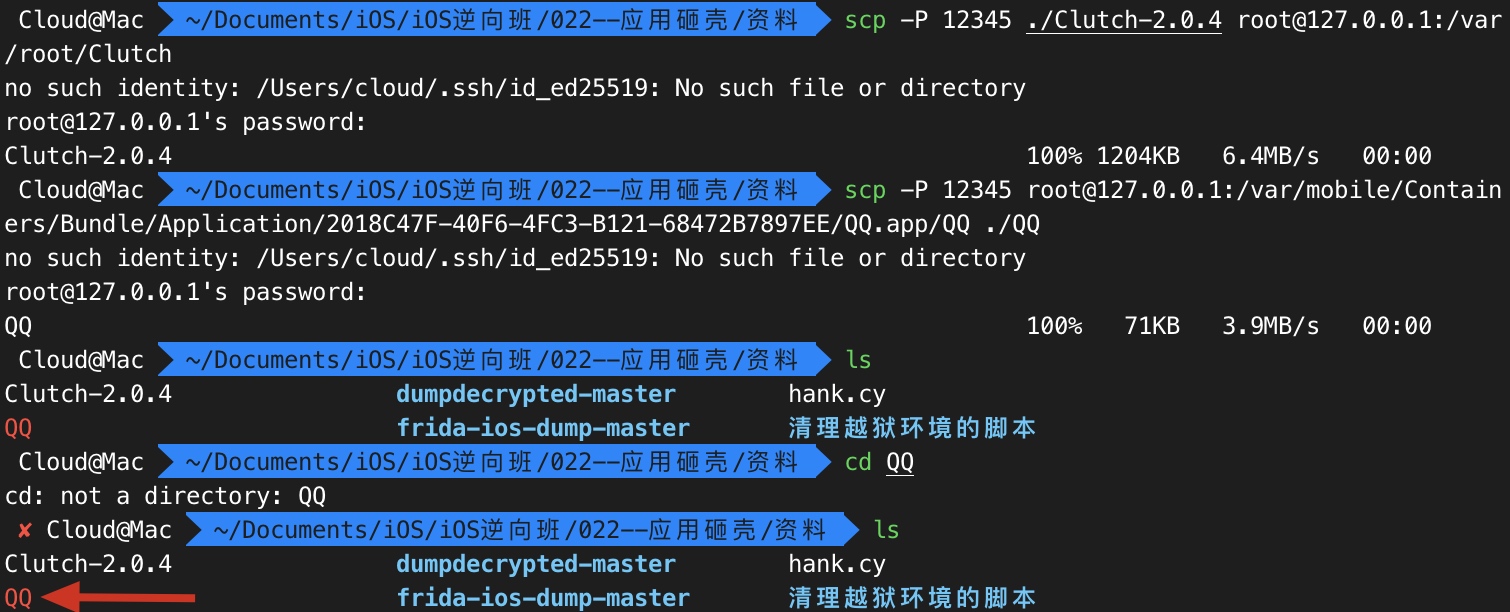 Cloud@Mac ~/Documents/iOS/iOS逆向班/022--应用砸壳/资料 scp -P 12345 ./Clutch-2.0.4 root@127.0.0.1:/var
/root/Clutch
no such identity: /Users/cloud/.ssh/id_ed25519: No such file or directory
root@127.0.0.1's password:
Clutch-2.0.4 100% 1204KB 6.4MB/s 00:00
Cloud@Mac ~/Documents/iOS/iOS逆向班/022--应用砸壳/资料 scp -P 12345 root@127.0.0.1:/var/mobile/Contain
ers/Bundle/Application/2018C47F-40F6-4FC3-B121-68472B7897EE/QQ.app/QQ ./QQ
no such identity: /Users/cloud/.ssh/id_ed25519: No such file or directory
root@127.0.0.1's password:
QQ 100% 71KB 3.9MB/s 00:00
Cloud@Mac ~/Documents/iOS/iOS逆向班/022--应用砸壳/资料 ls
Clutch-2.0.4 dumpdecrypted-master hank.cy
QQ frida-ios-dump-master 清理越狱环境的脚本
Cloud@Mac ~/Documents/iOS/iOS逆向班/022--应用砸壳/资料 cd QQ
cd: not a directory: QQ
✘ Cloud@Mac ~/Documents/iOS/iOS逆向班/022--应用砸壳/资料 ls
Clutch-2.0.4 dumpdecrypted-master hank.cy
QQ frida-ios-dump-master 清理越狱环境的脚本